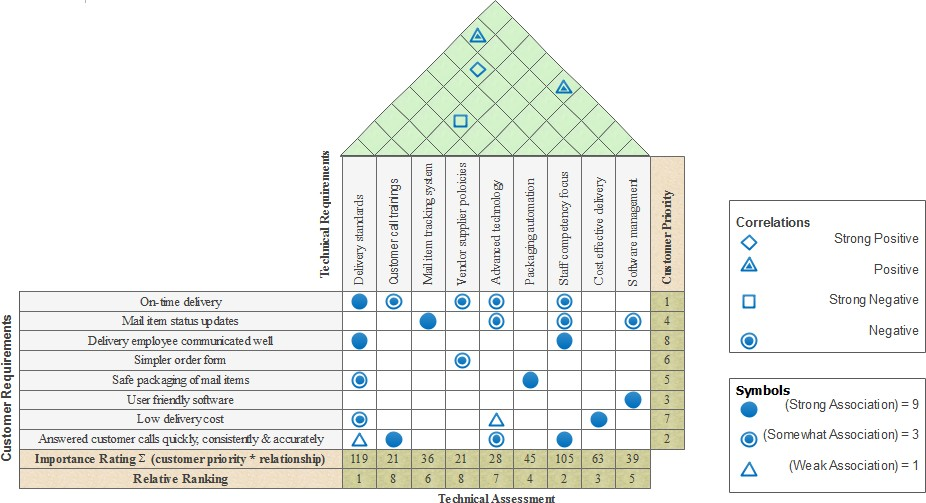 Technical Requirements
Delivery standards
Customer call trainings
Mail item tracking system
Vendor supplier poloicies
Advanced technology
Packaging automation
Staff competency focus
Cost effective delivery
Software management
Customer Priority
Customer Requirements
On-time delivery 1
Mail item status updates 4
Delivery employee communicated well 8
Simpler order form 6
Safe packaging of mail items 5
User friendly software 3
Low delivery cost 7
Answered customer calls quickly, consistently & accurately 2
Importance Rating Σ (customer priority * relationship) 119 21 36 21 28 45 105 63 39
Relative Ranking 1 8 6 8 7 4 2 3 5
Technical Assessment
Correlations
Strong Positive
Positive
Strong Negative
Negative
Symbols
(Strong Association) = 9
(Somewhat Association) = 3
(Weak Association) = 1